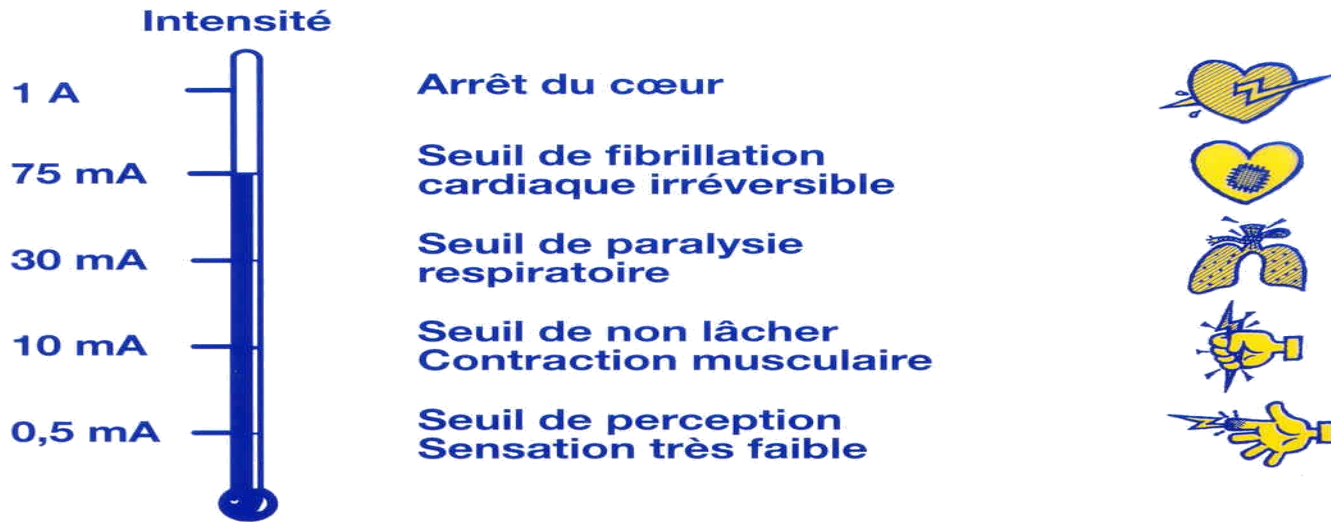 Intensité
1 A
Arrêt du cœur
75 mA
Seuil de fibrillation
cardiaque irréversible
30 mA
Seuil de paralysie
respiratoire
10 mA
Seuil de non lâcher
Contraction musculaire
0,5 mA
Seuil de perception
Sensation très faible